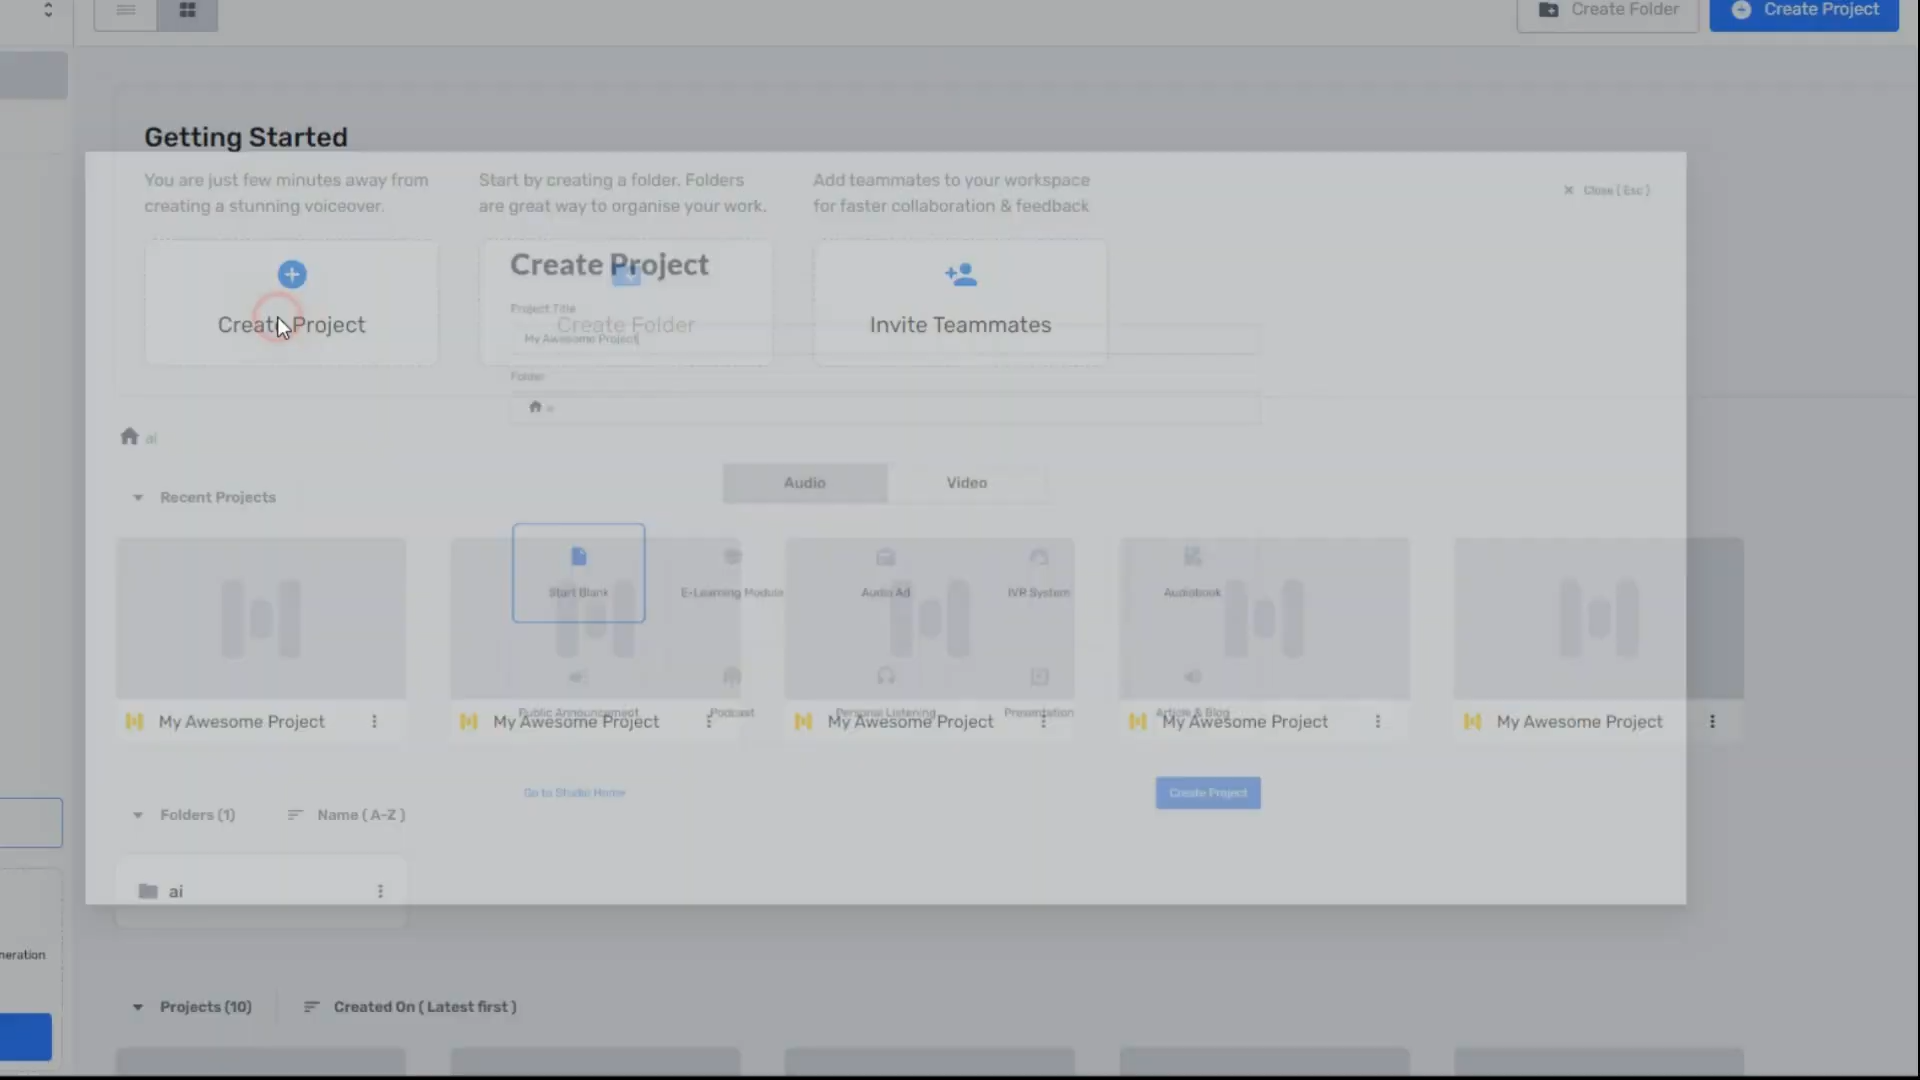 Create Folder
Create Project
Getting Started
You are just few minutes away from
creating a stunning voiceover.
Start by creating a folder. Folders
are great way to organise your work.
Add teammates to your workspace
for faster collaboration & feedback
Close ( Esc )
Create Project
Create Project
Project Title
Create Folder
Invite Teammates
My Awesome Project
Folder
ai
ai
Audio
Video
Recent Projects
Start Blank
E-Learning Module
Audio Ad
IVR System
Audiobook
Public Announcement
Podcast
Personal Listening
Presentation
Article & Blog
My Awesome Project
My Awesome Project
My Awesome Project
My Awesome Project
My Awesome Project
Go to Studio Home
Create Project
Folders (1)
Name ( A-Z )
ai
neration
Projects (10)
Created On ( Latest first )